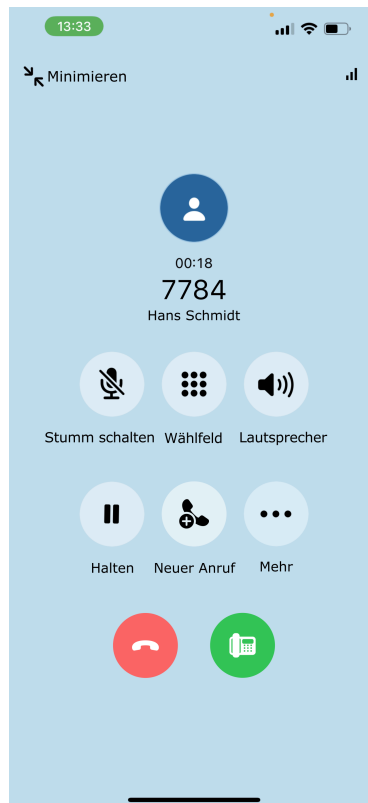 13:33
Minimieren
00:18
7784
Hans Schmidt
Stumm schalten Wählfeld Lautsprecher
Halten Neuer Anruf Mehr